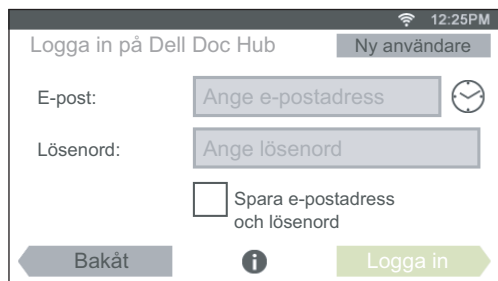 12:25PM
Logga in på Dell Doc Hub
Ny användare
E-post:
Ange e-postadress
Lösenord:
Ange lösenord
Spara e-postadress
och lösenord
Bakåt
Logga in